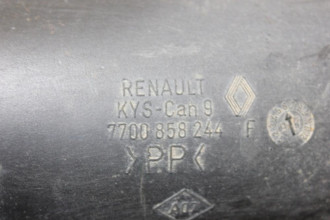 RENAULT
KYS-Can 9
7700 858 244 F
>PP<